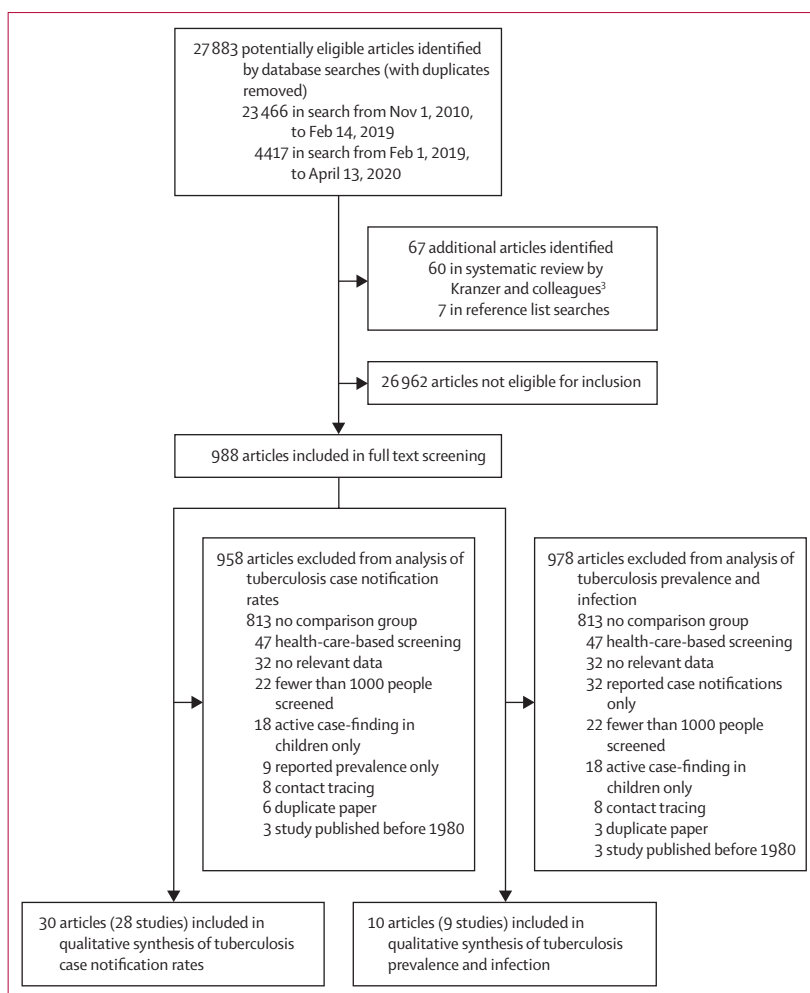 27 883 potentially eligible articles identified
by database searches (with duplicates
removed)
23 466 in search from Nov 1, 2010,
to Feb 14, 2019
4417 in search from Feb 1, 2019,
to April 13, 2020
67 additional articles identified
60 in systematic review by
Kranzer and colleagues³
7 in reference list searches
26 962 articles not eligible for inclusion
988 articles included in full text screening
958 articles excluded from analysis of
tuberculosis case notification
rates
813 no comparison group
47 health-care-based screening
32 no relevant data
22 fewer than 1000 people
screened
18 active case-finding in
children only
9 reported prevalence only
8 contact tracing
6 duplicate paper
3 study published before 1980
978 articles excluded from analysis of
tuberculosis prevalence and
infection
813 no comparison group
47 health-care-based screening
32 no relevant data
32 reported case notifications
only
22 fewer than 1000 people
screened
18 active case-finding in
children only
8 contact tracing
3 duplicate paper
3 study published before 1980
30 articles (28 studies) included in
qualitative synthesis of tuberculosis
case notification rates
10 articles (9 studies) included in
qualitative synthesis of tuberculosis
prevalence and infection